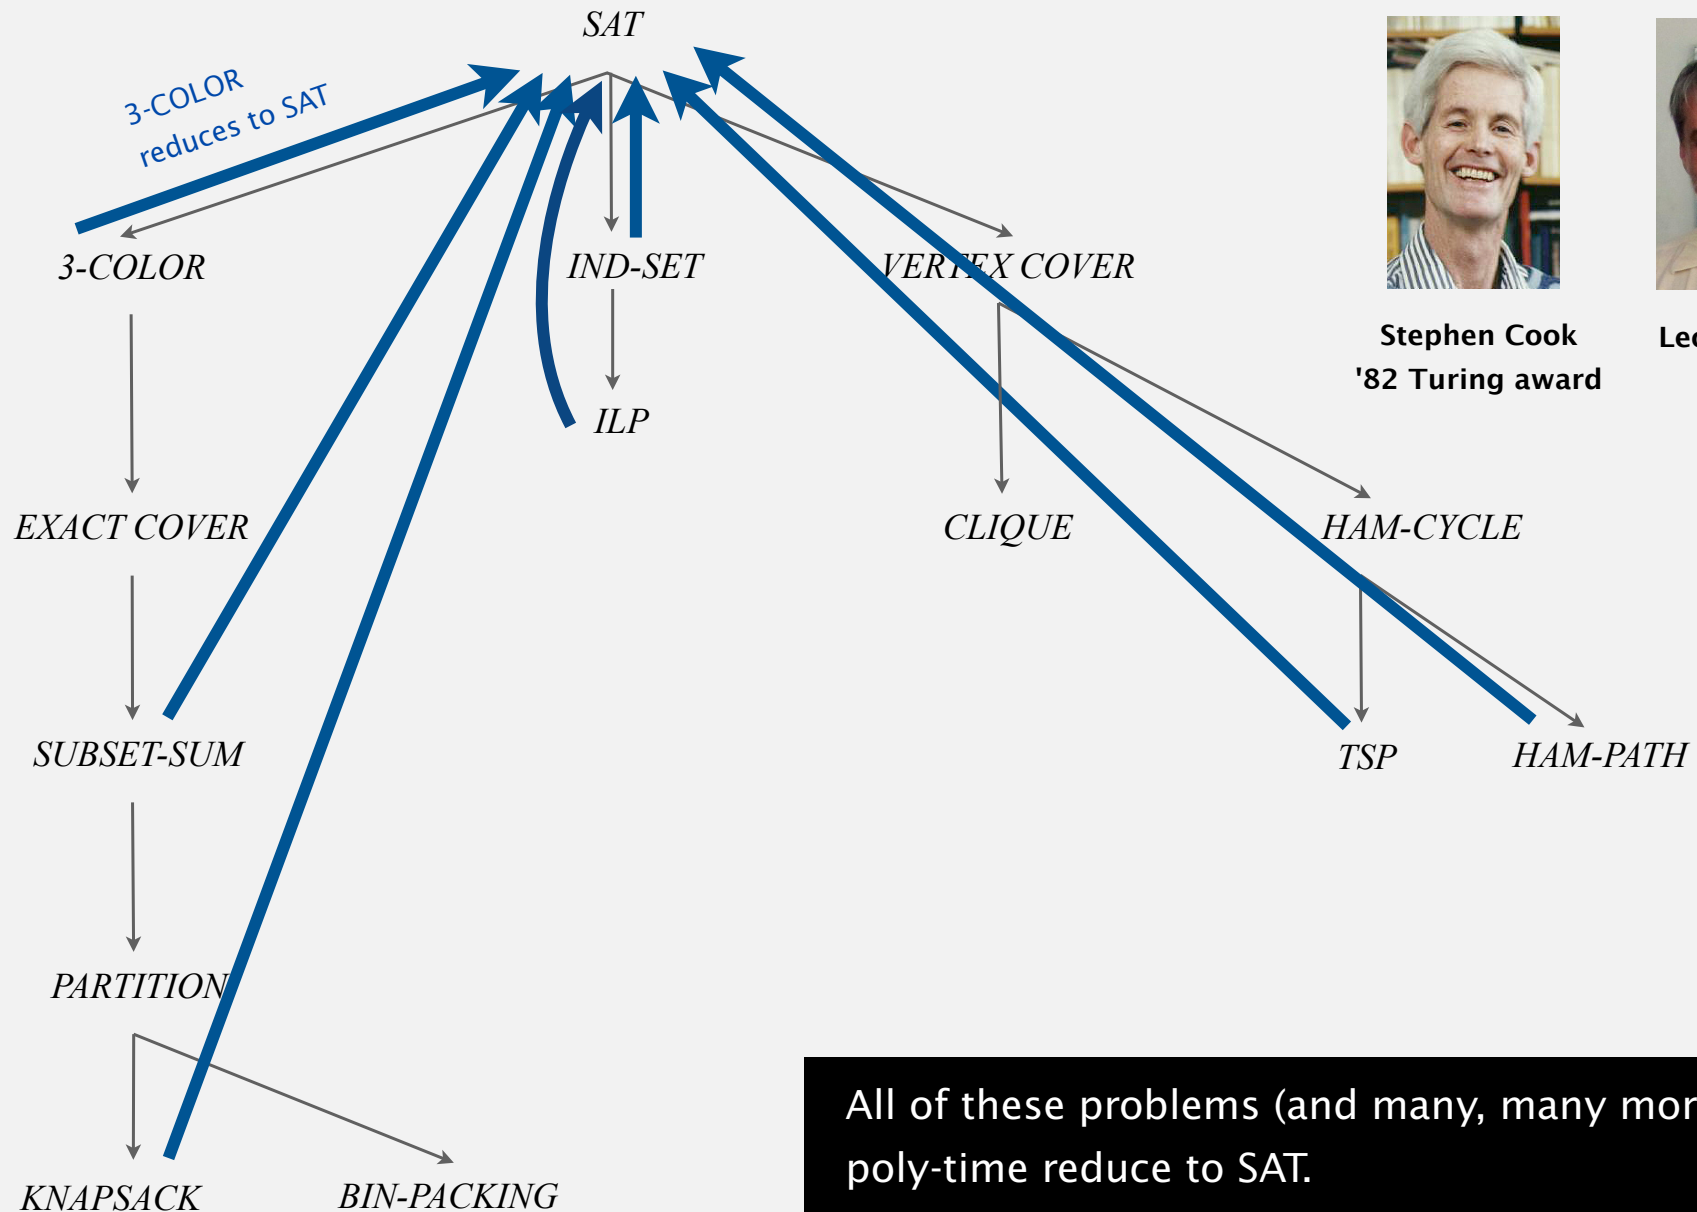 SAT
3-COLOR
reduces to SAT
3-COLOR
IND-SET
VERTEX COVER
Stephen Cook
'82 Turing award
ILP
EXACT COVER
CLIQUE
HAM-CYCLE
SUBSET-SUM
TSP
HAM-PATH
PARTITION
All of these problems (and many, many
poly-time reduce to SAT.
KNAPSACK
BIN-PACKING